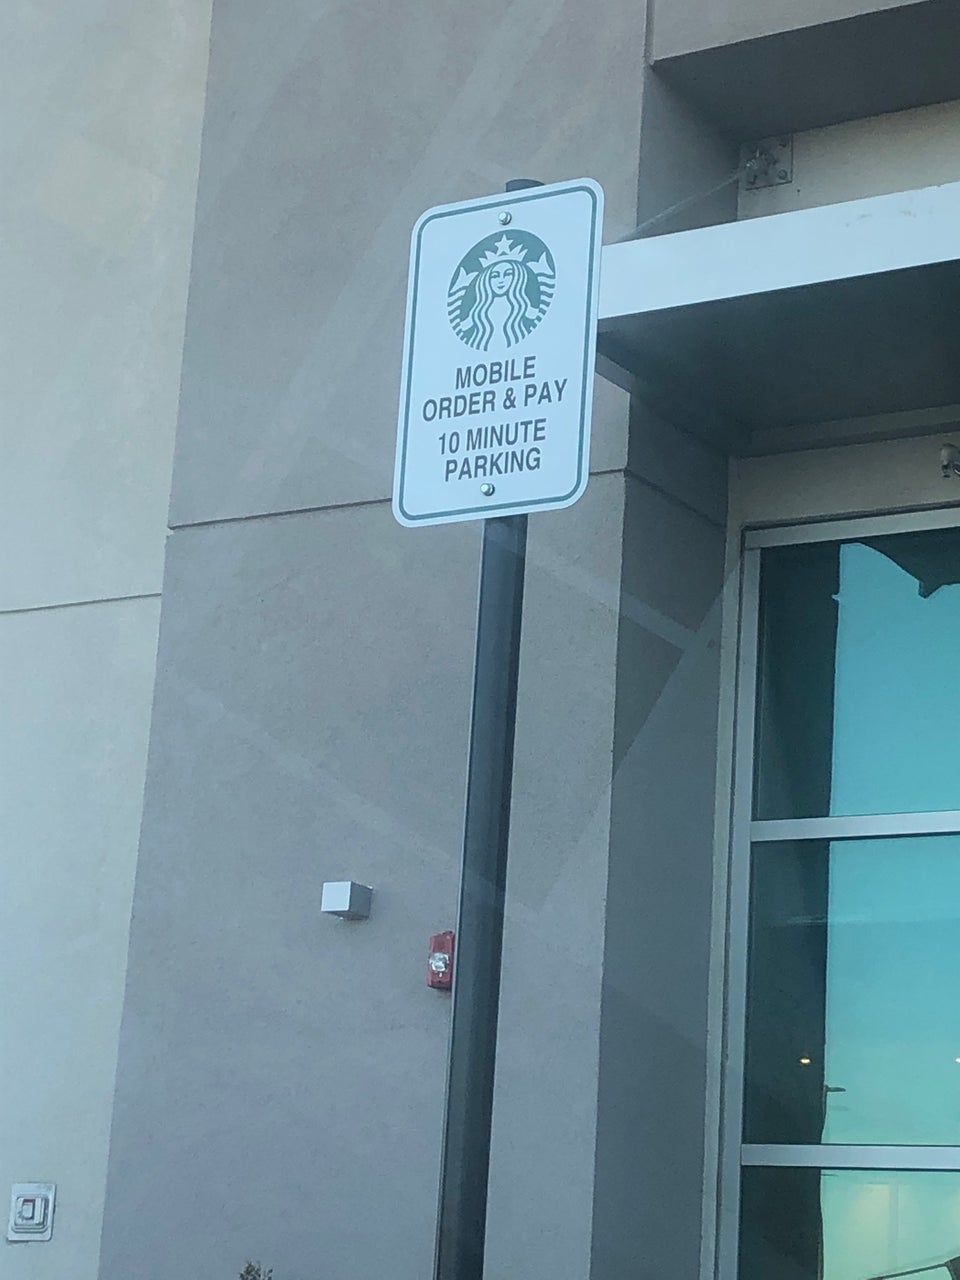 MOBILE
ORDER & PAY
10 MINUTE
PARKING